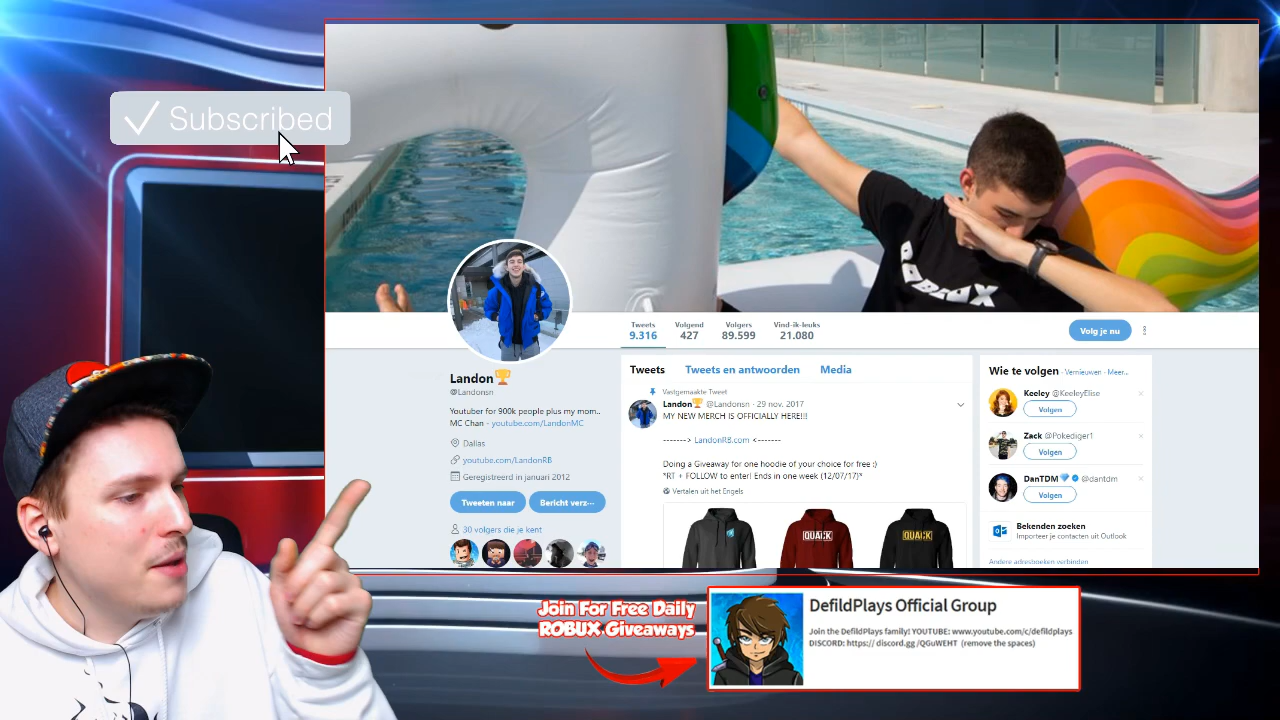 Subscribed
ROBLOX
Tweets
9.316
Volgend
427
Volgers
89.599
Vind-ik-leuks
21.080
Volg je nu
Landon
@Landonsn
Youtuber for 900k people plus my mom..
MC Chan - youtube.com/LandonMC
Dallas
youtube.com/LandonRB
Geregistreerd in januari 2012
Tweeten naar
Bericht verz···
30 volgers die je kent
Tweets
Tweets en antwoorden
Media
Vastgemaakte Tweet
Landon @Landonsn · 29 nov. 2017
MY NEW MERCH IS OFFICIALLY HERE!!!
-------> LandonRB.com <-------
Doing a Giveaway for one hoodie of your choice for free :)
*RT + FOLLOW to enter! Ends in one week (12/07/17)*
Vertalen uit het Engels
QUACK
QUACK
Wie te volgen · Vernieuwen · Meer...
Keeley @KeeleyElise
Volgen
Zack @Pokediger1
Volgen
DanTDM @dantdm
Volgen
Bekenden zoeken
Importeer je contacten uit Outlook
Andere adresboeken verbinden
Join For Free Daily
ROBUX Giveaways
DefildPlays Official Group
Join the DefildPlays family! YOUTUBE: www.youtube.com/c/defildplays
DISCORD: https:// discord.gg /QGuWEHT (remove the spaces)